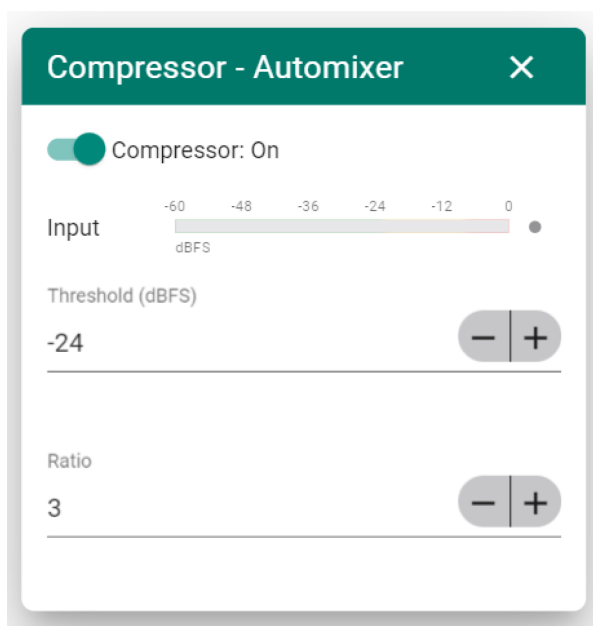 Compressor - Automixer
Compressor: On
-60 -48 -36 -24 -12 0
Input
dBFS
Threshold (dBFS)
-24
Ratio
3